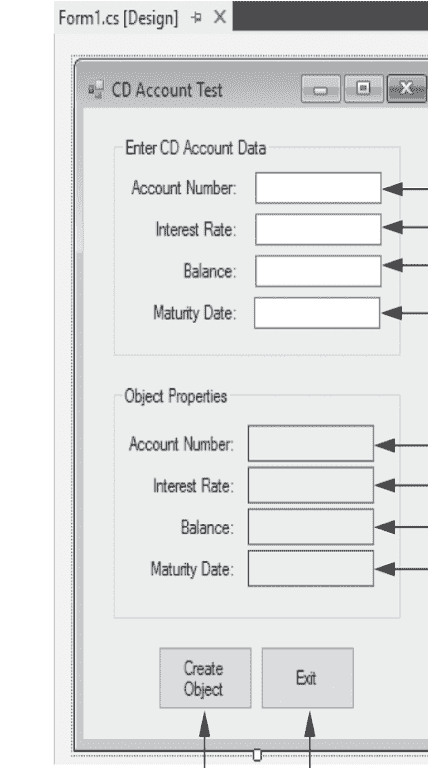 Form1.cs [Design]
CD Account Test
Enter CD Account Data
Account Number:
Interest Rate:
Balance:
Maturity Date:
Object Properties
Account Number:
Interest Rate:
Balance:
Maturity Date:
Create
Object
Exit